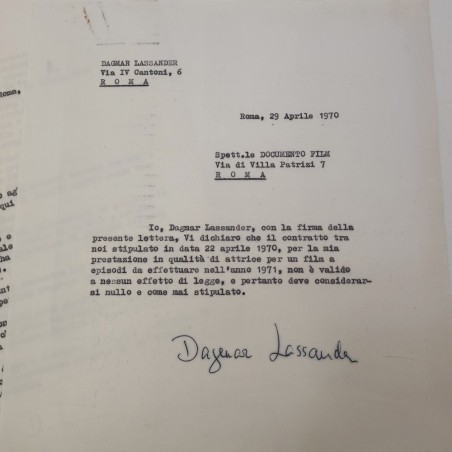 DAGMAR LASSANDER
Via IV Cantoni, 6
R O M A
Roma, 29 Aprile 1970
Spett.le DOCUMENTO FILM
Via di Villa Patrizi 7
R O M A
Io, Dagmar Lassander, con la firma della
presente lettera, Vi dichiaro che il contratto tra
noi stipulato in data 22 aprile 1970, per la mia
prestazione in qualità di attrice per un film a
episodi da effettuare nell'anno 1971, non è valido
a nessun effetto di legge, e pertanto deve considerar-
si nullo e come mai stipulato.
Dagmar Lassander